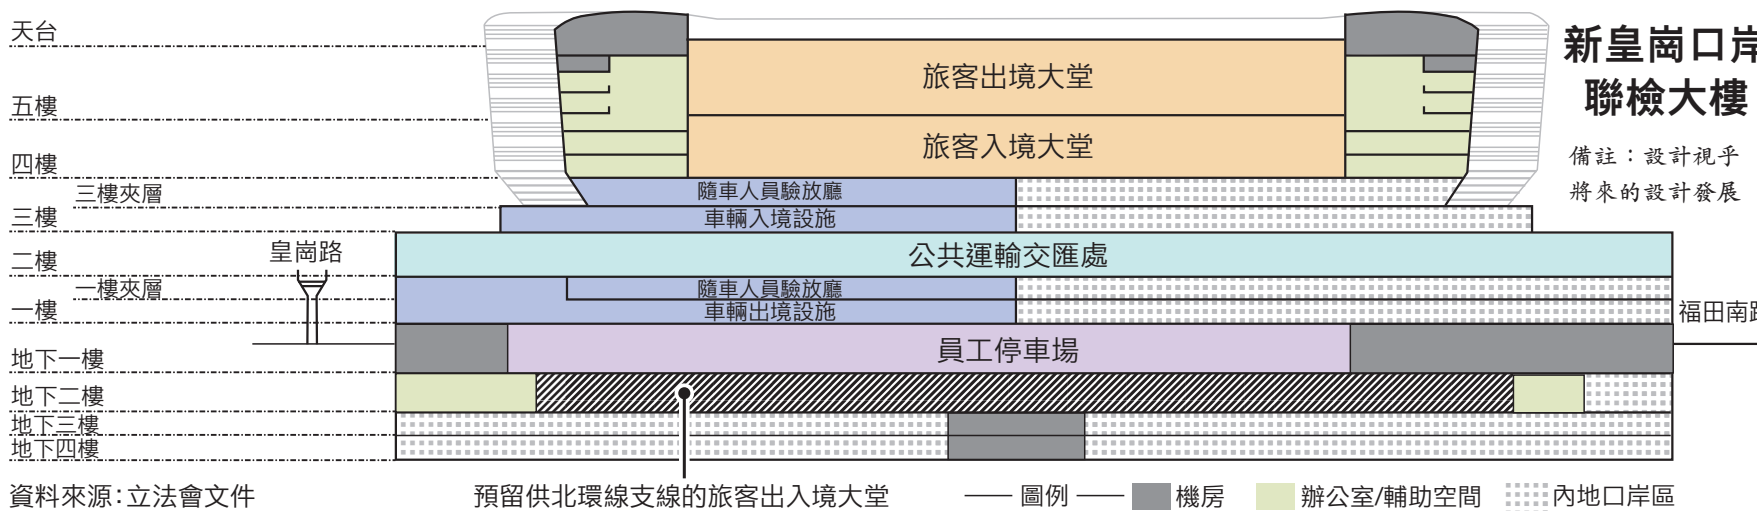 新皇崗口岸
聯檢大樓
備註：設計視乎
將來的設計發展
天台
五樓
四樓
三樓夾層
三樓
二樓
一樓夾層
一樓
地下一樓
地下二樓
地下三樓
地下四樓
皇崗路
旅客出境大堂
旅客入境大堂
隨車人員驗放廳
車輛入境設施
公共運輸交匯處
隨車人員驗放廳
車輛出境設施
員工停車場
福田南路
資料來源：立法會文件
預留供北環線支線的旅客出入境大堂
圖例
機房
辦公室/輔助空間
內地口岸區